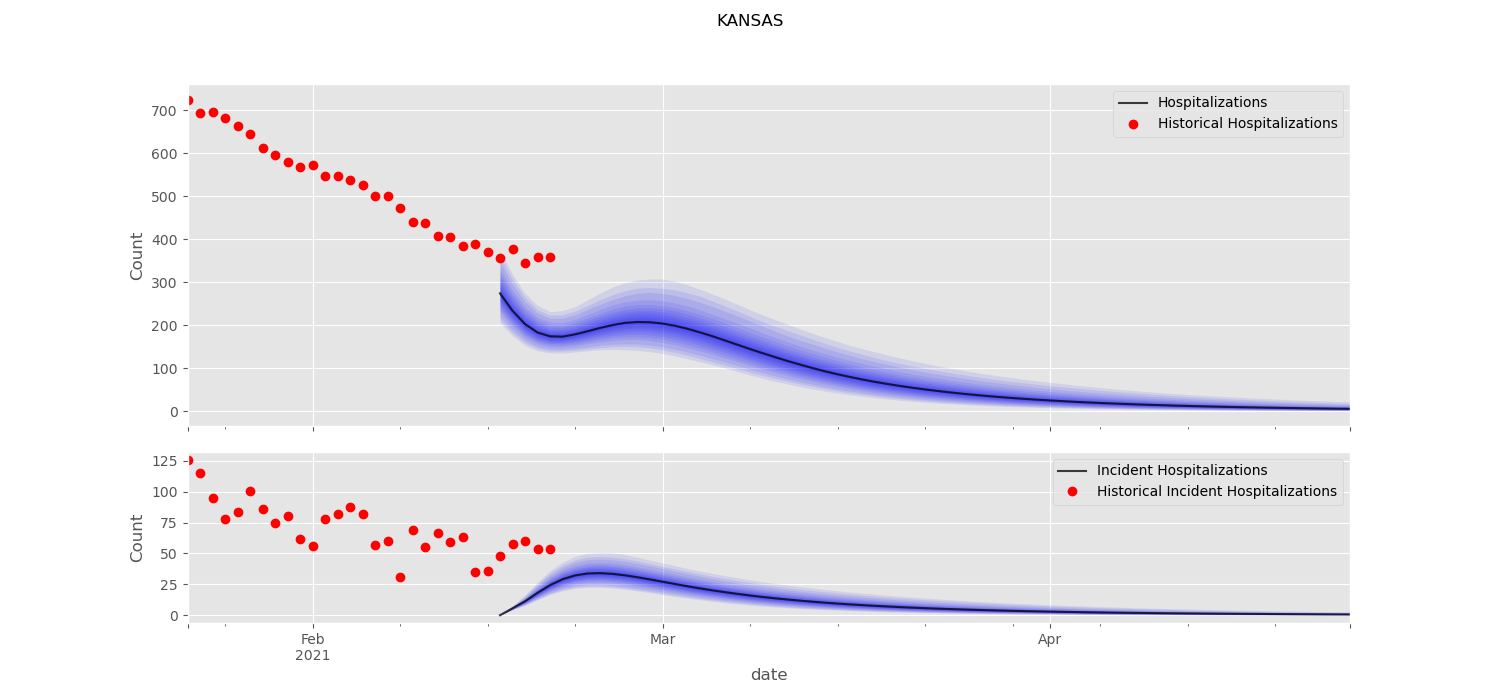 KANSAS
Hospitalizations
Historical Hospitalizations
Count
700
600
500
400
300
200
100
0
Incident Hospitalizations
Historical Incident Hospitalizations
Count
125
100
75
50
25
0
Feb
2021
Mar
Apr
date